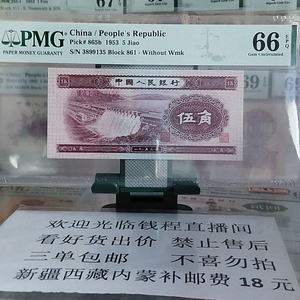 PMG
PAPER MONEY GUARANTY
China / People's Republic
Pick# 865b 1953 5 Jiao
S/N 3899135 Block 861 - Without Wmk
66 EPQ
Gem Uncirculated
中国人民银行
伍角
欢迎光临钱程直播间
看好货出价 禁止售后
三单包邮 不喜勿拍
新疆西藏内蒙补邮费18元